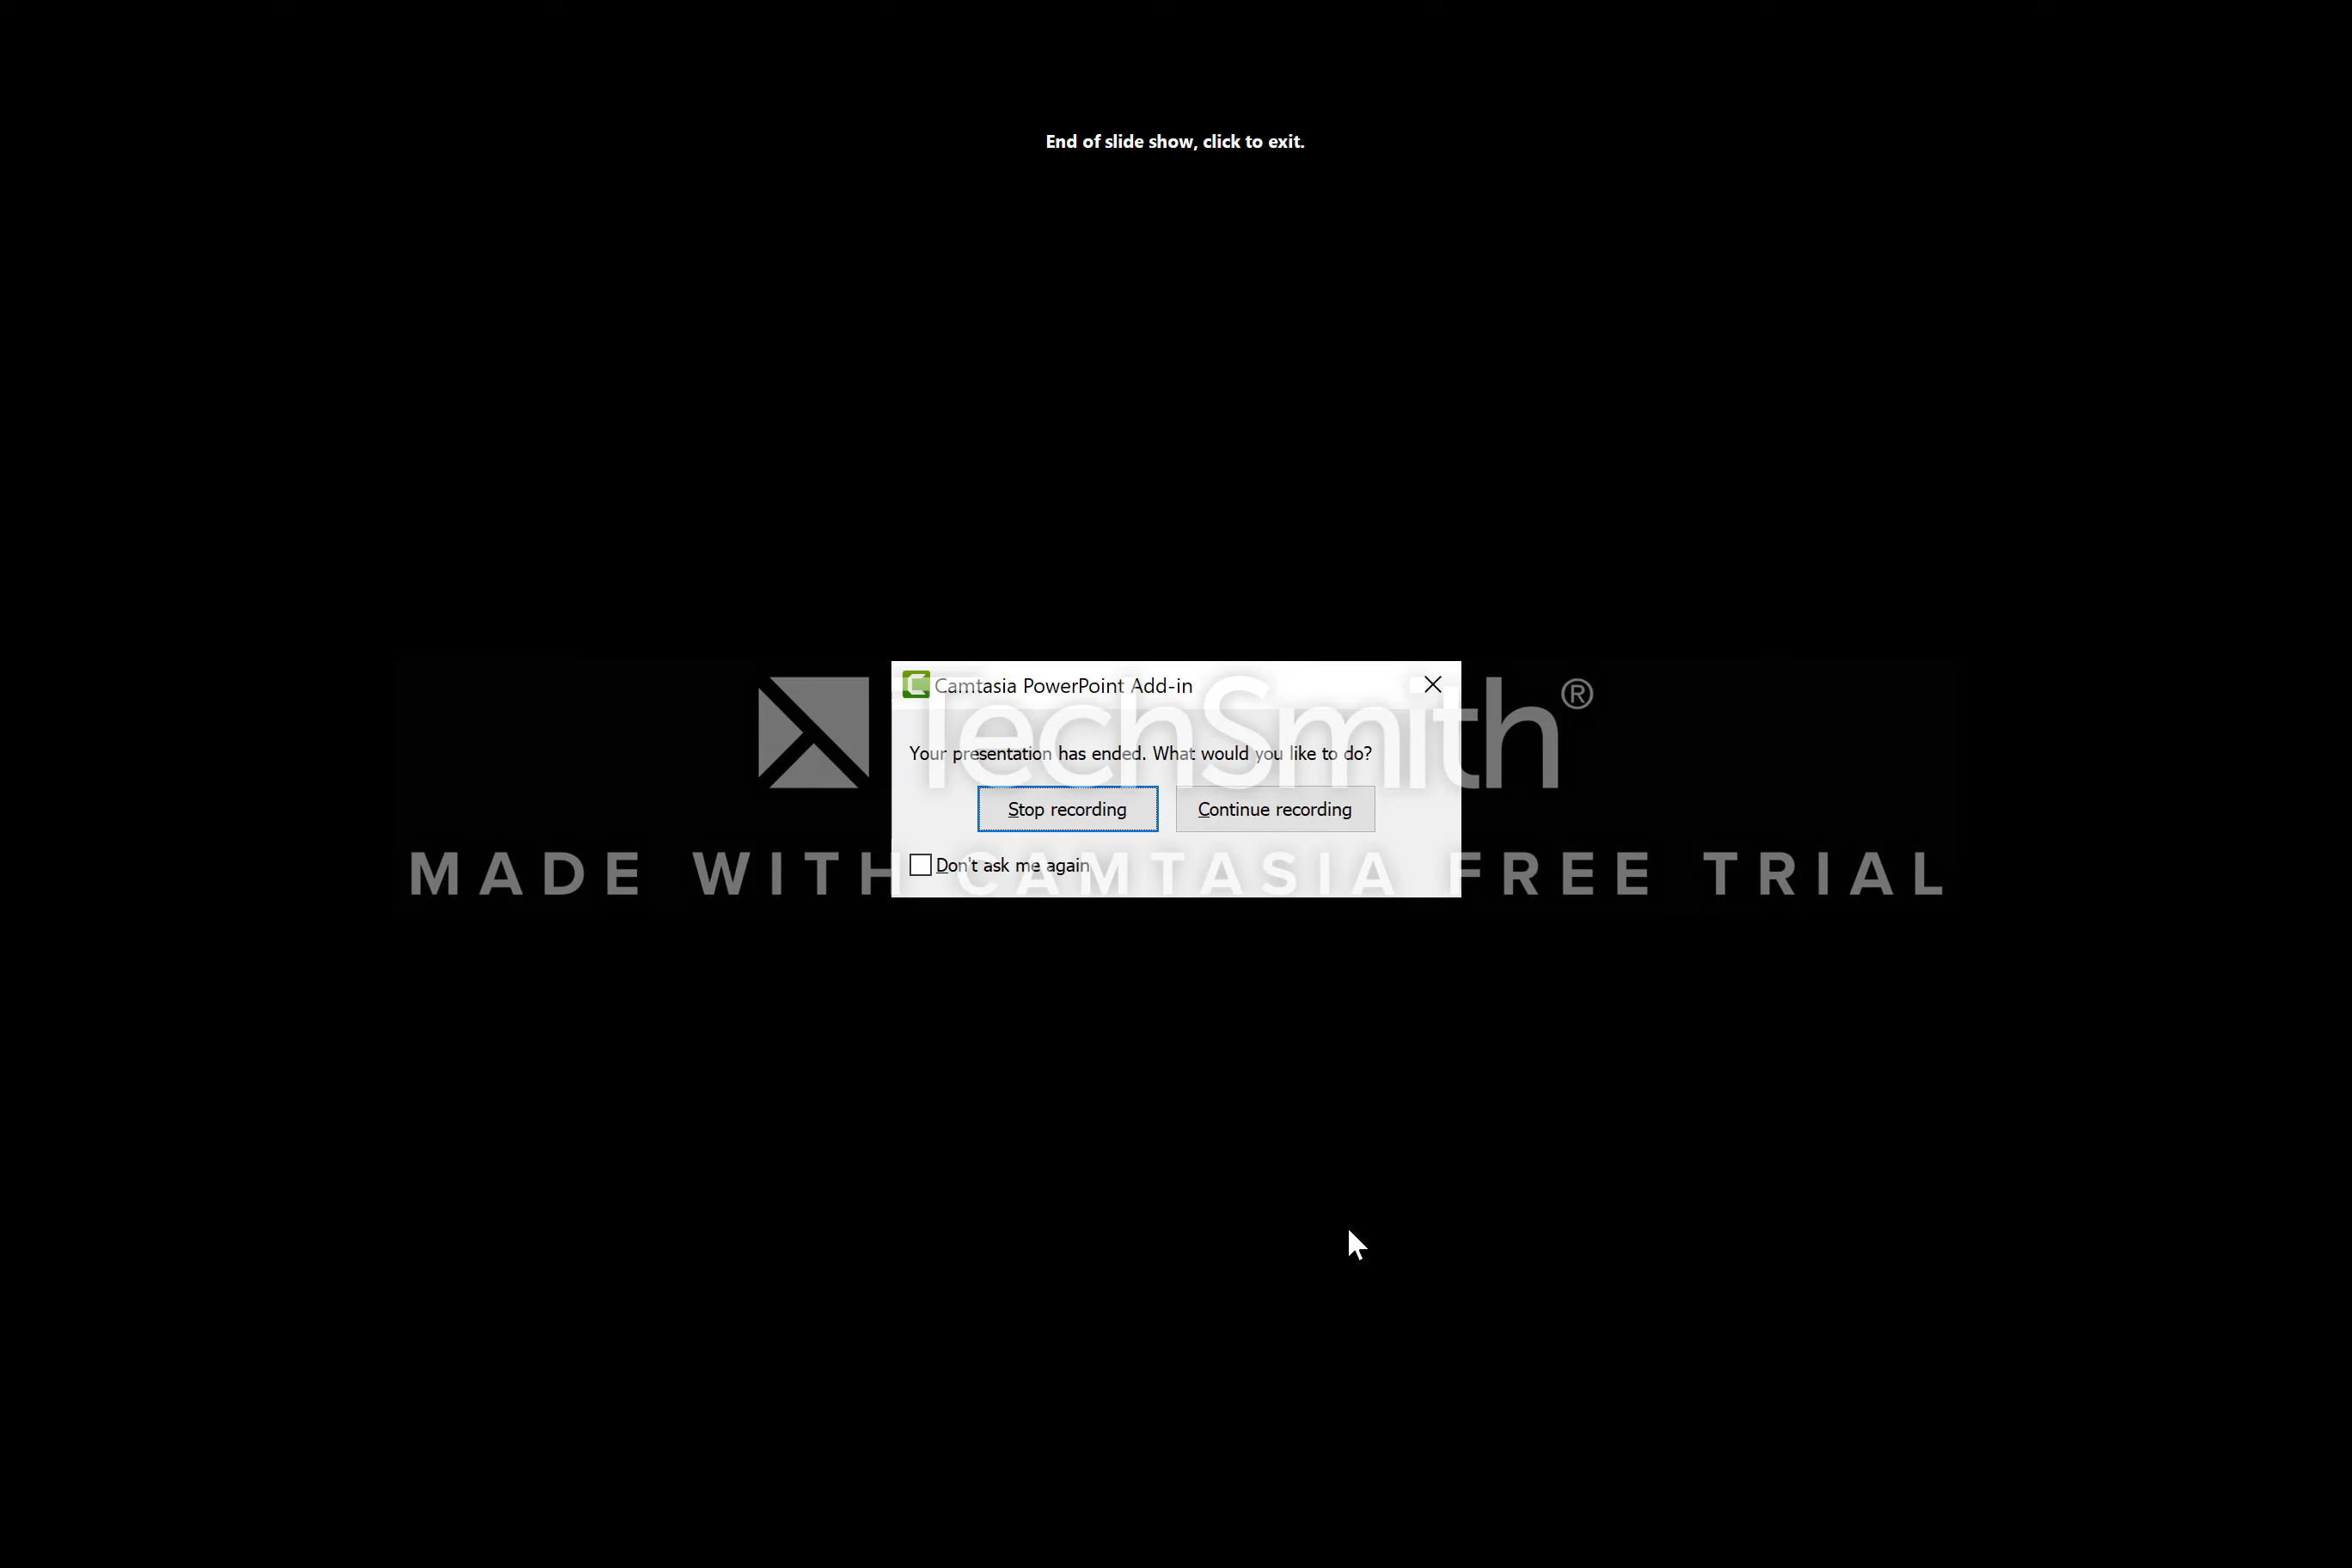 End of slide show, click to exit.
Camtasia PowerPoint Add-in
TechSmith®
Your presentation has ended. What would you like to do?
Stop recording Continue recording
Don't ask me again
MADE WITH CAMTASIA FREE TRIAL